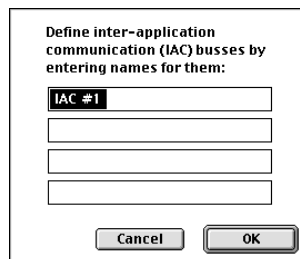 Define inter-application
communication (IAC) busses by
entering names for them:
IAC #1
Cancel
OK